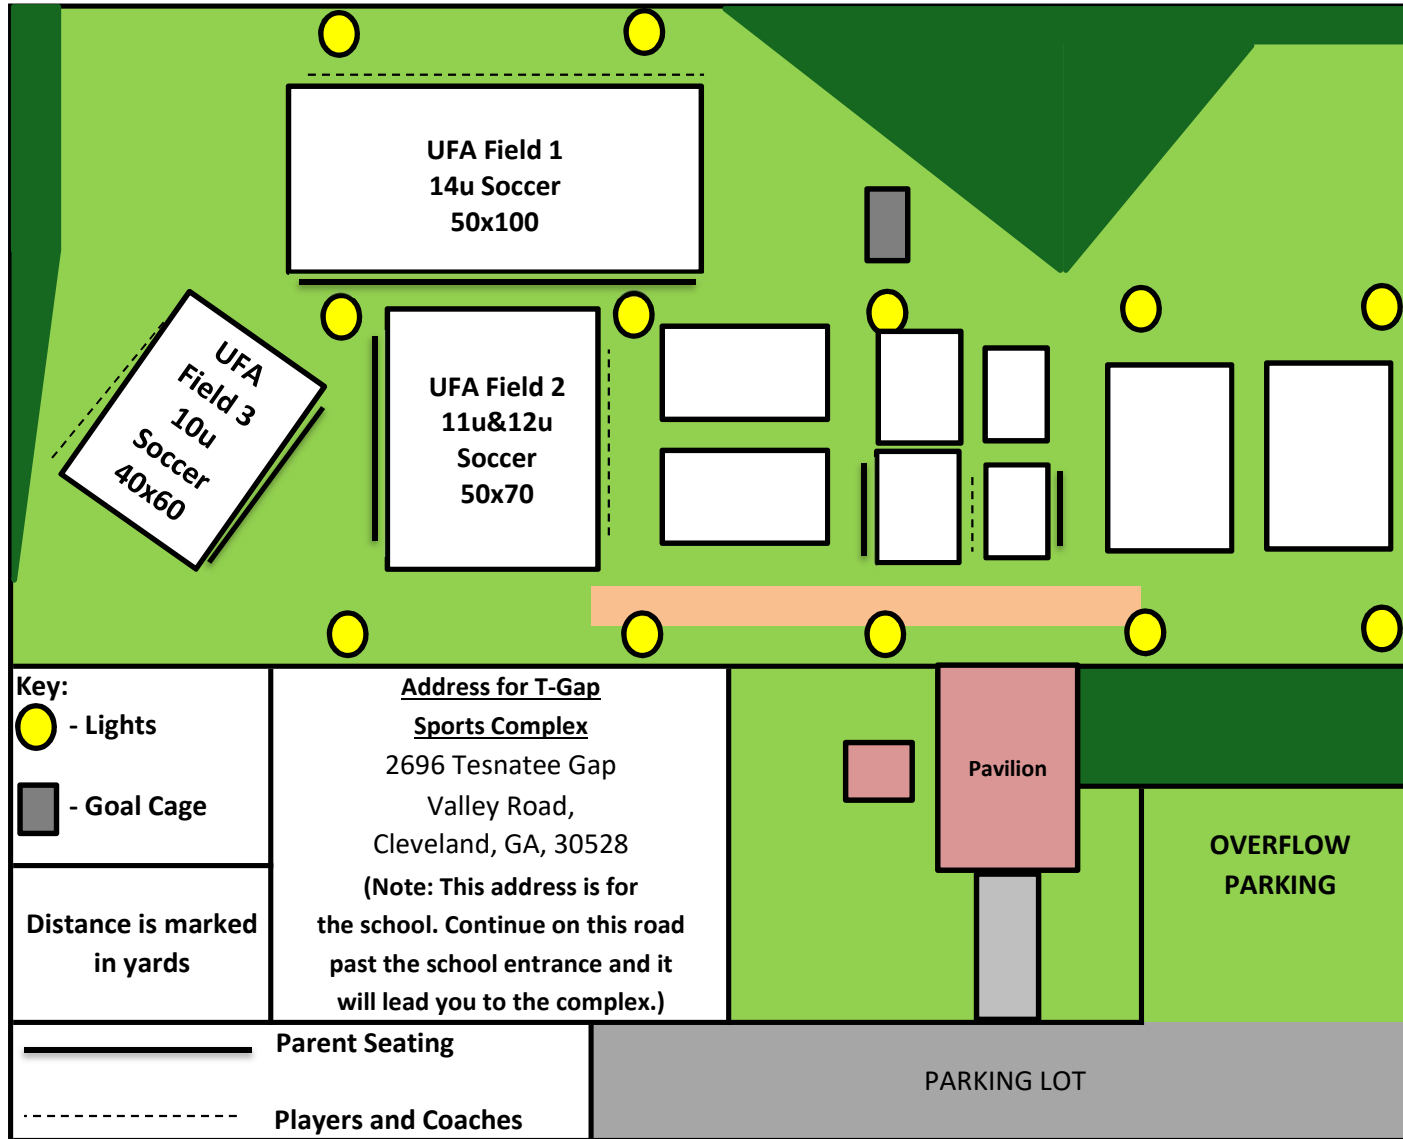 UFA Field 1
14u Soccer
50x100
UFA
Field 3
10u
Soccer
40x60
UFA Field 2
11u&12u
Soccer
50x70
Key:
- Lights
- Goal Cage
Distance is marked
in yards
Address for T-Gap
Sports Complex
2696 Tesnatee Gap
Valley Road,
Cleveland, GA, 30528
(Note: This address is for
the school. Continue on this road
past the school entrance and it
will lead you to the complex.)
Pavilion
OVERFLOW
PARKING
Parent Seating
Players and Coaches
PARKING LOT